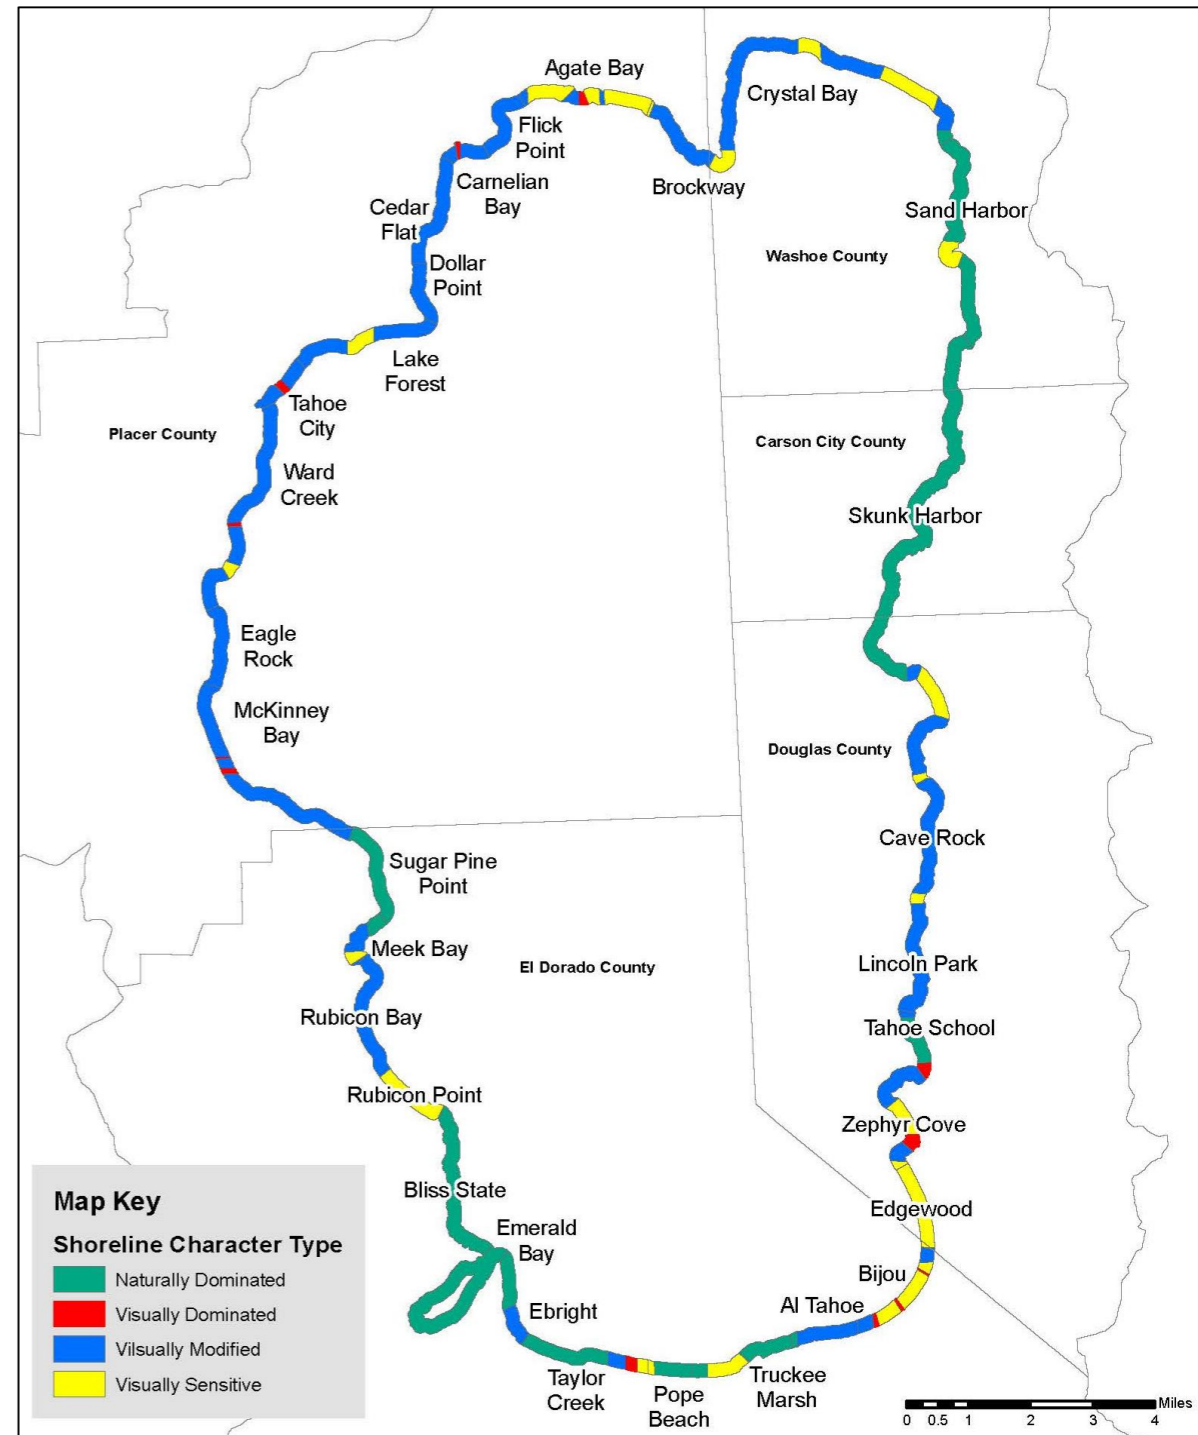 Agate Bay
Crystal Bay
Flick
Point
Carnelian
Bay
Brockway
Cedar
Flat
Sand Harbor
Washoe County
Dollar
Point
Lake
Forest
Tahoe
City
Placer County
Carson City County
Ward
Creek
Skunk Harbor
Eagle
Rock
McKinney
Bay
Douglas County
Cave Rock
Sugar Pine
Point
Meek Bay
El Dorado County
Lincoln Park
Rubicon Bay
Tahoe School
Rubicon Point
Zephyr Cove
Bliss State
Edgewood
Emerald
Bay
Bijou
Al Tahoe
Ebright
Taylor
Creek
Pope
Beach
Truckee
Marsh
Map Key
Shoreline Character Type
Naturally Dominated
Visually Dominated
Vilsually Modified
Visually Sensitive
Miles
0 0.5 1 2 3 4